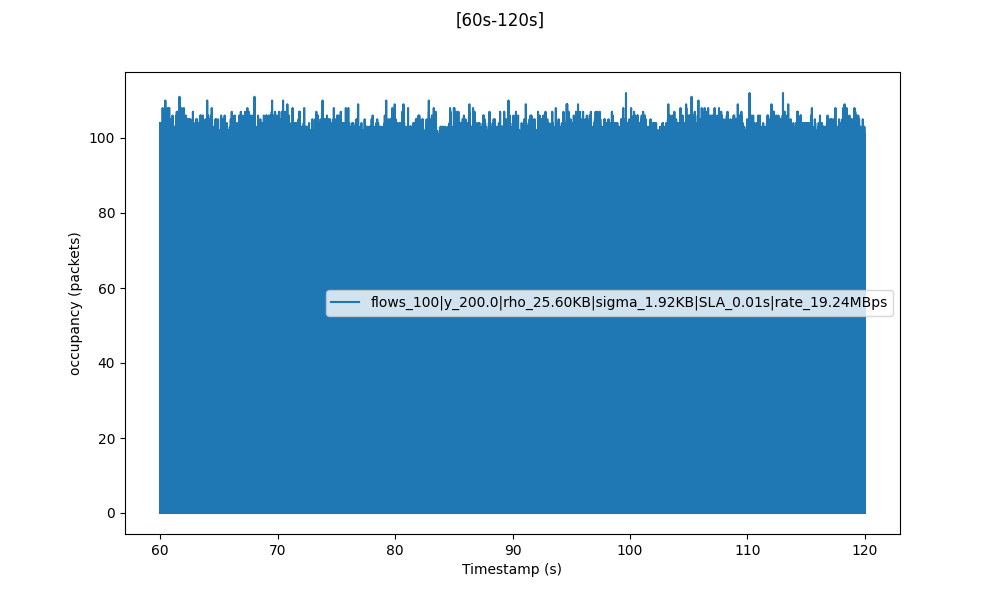 [60s-120s]
100
80
60
40
20
0
occupancy (packets)
flows_100|y_200.0|rho_25.60KB|sigma_1.92KB|SLA_0.01s|rate_19.24MBps
60 70 80 90 100 110 120
Timestamp (s)